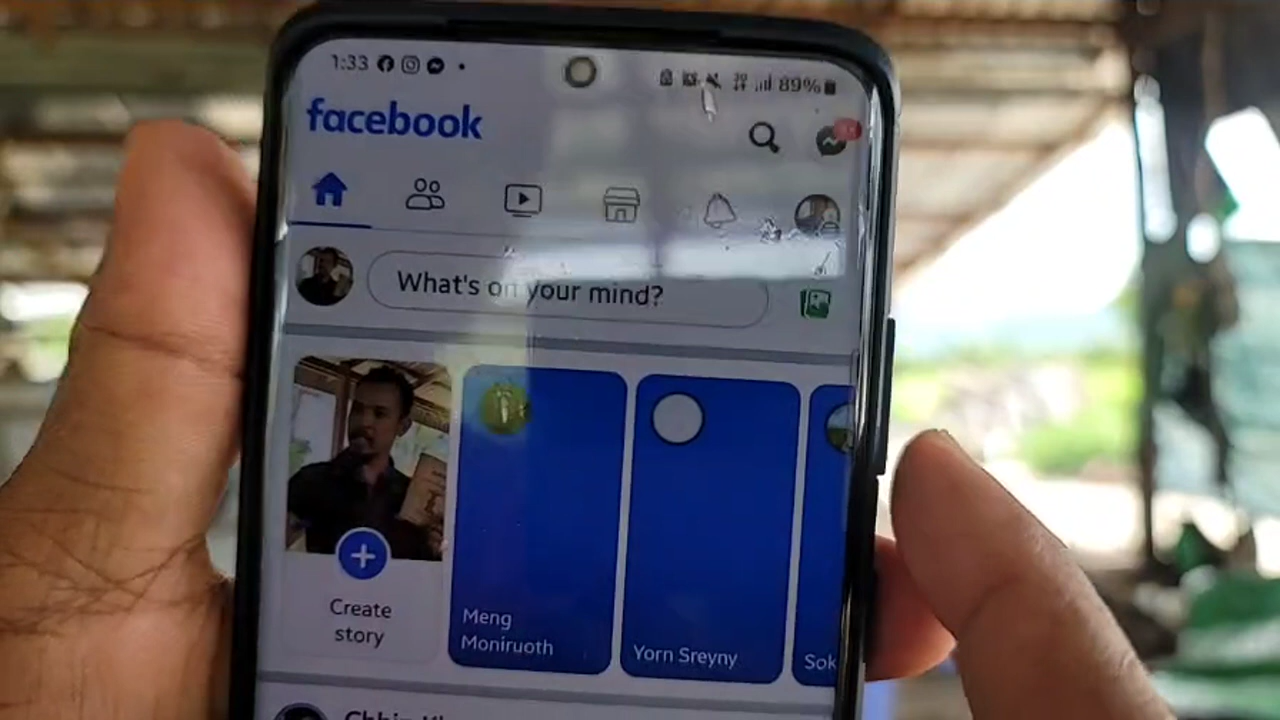 1:33
89%
facebook
What's on your mind?
Create
story
Meng
Moniruoth
Yorn Sreyny
Sok